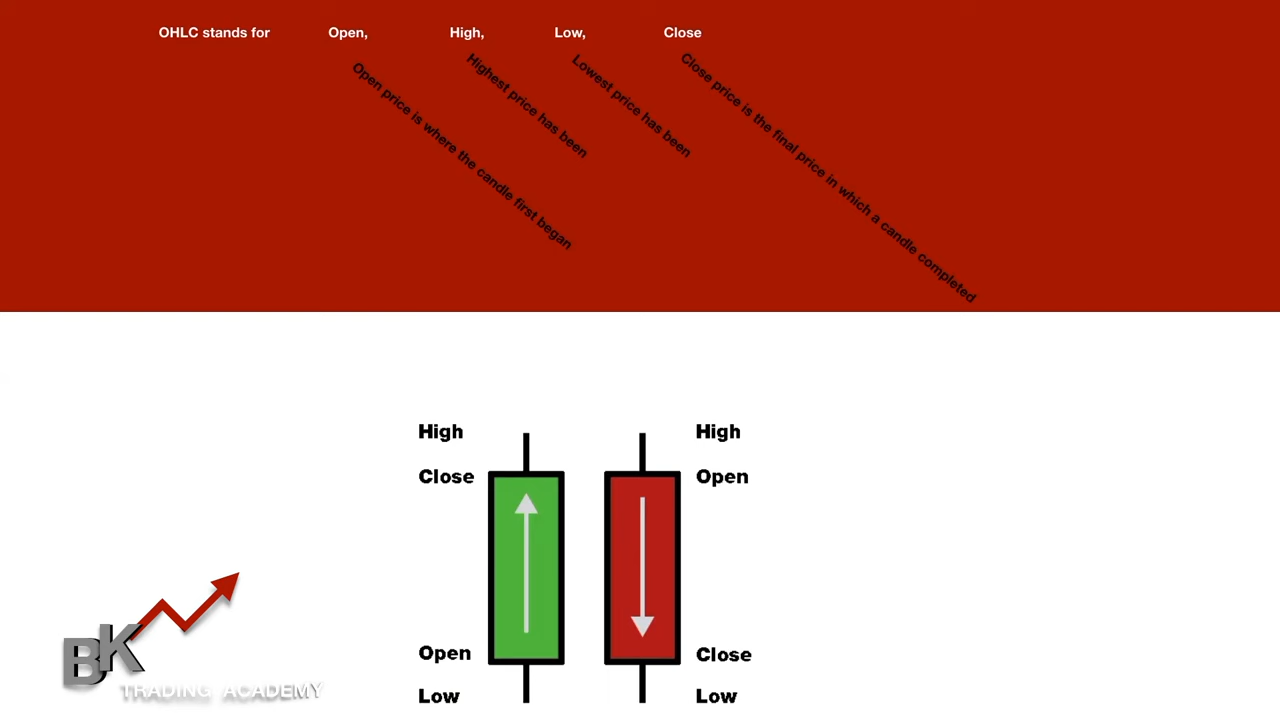 OHLC stands for Open, High, Low, Close
Open price is where the candle first began
Highest price has been
Lowest price has been
Close price is the final price in which a candle completed
High
High
Close
Open
Open
Close
Low
Low
BK
TRADING ACADEMY